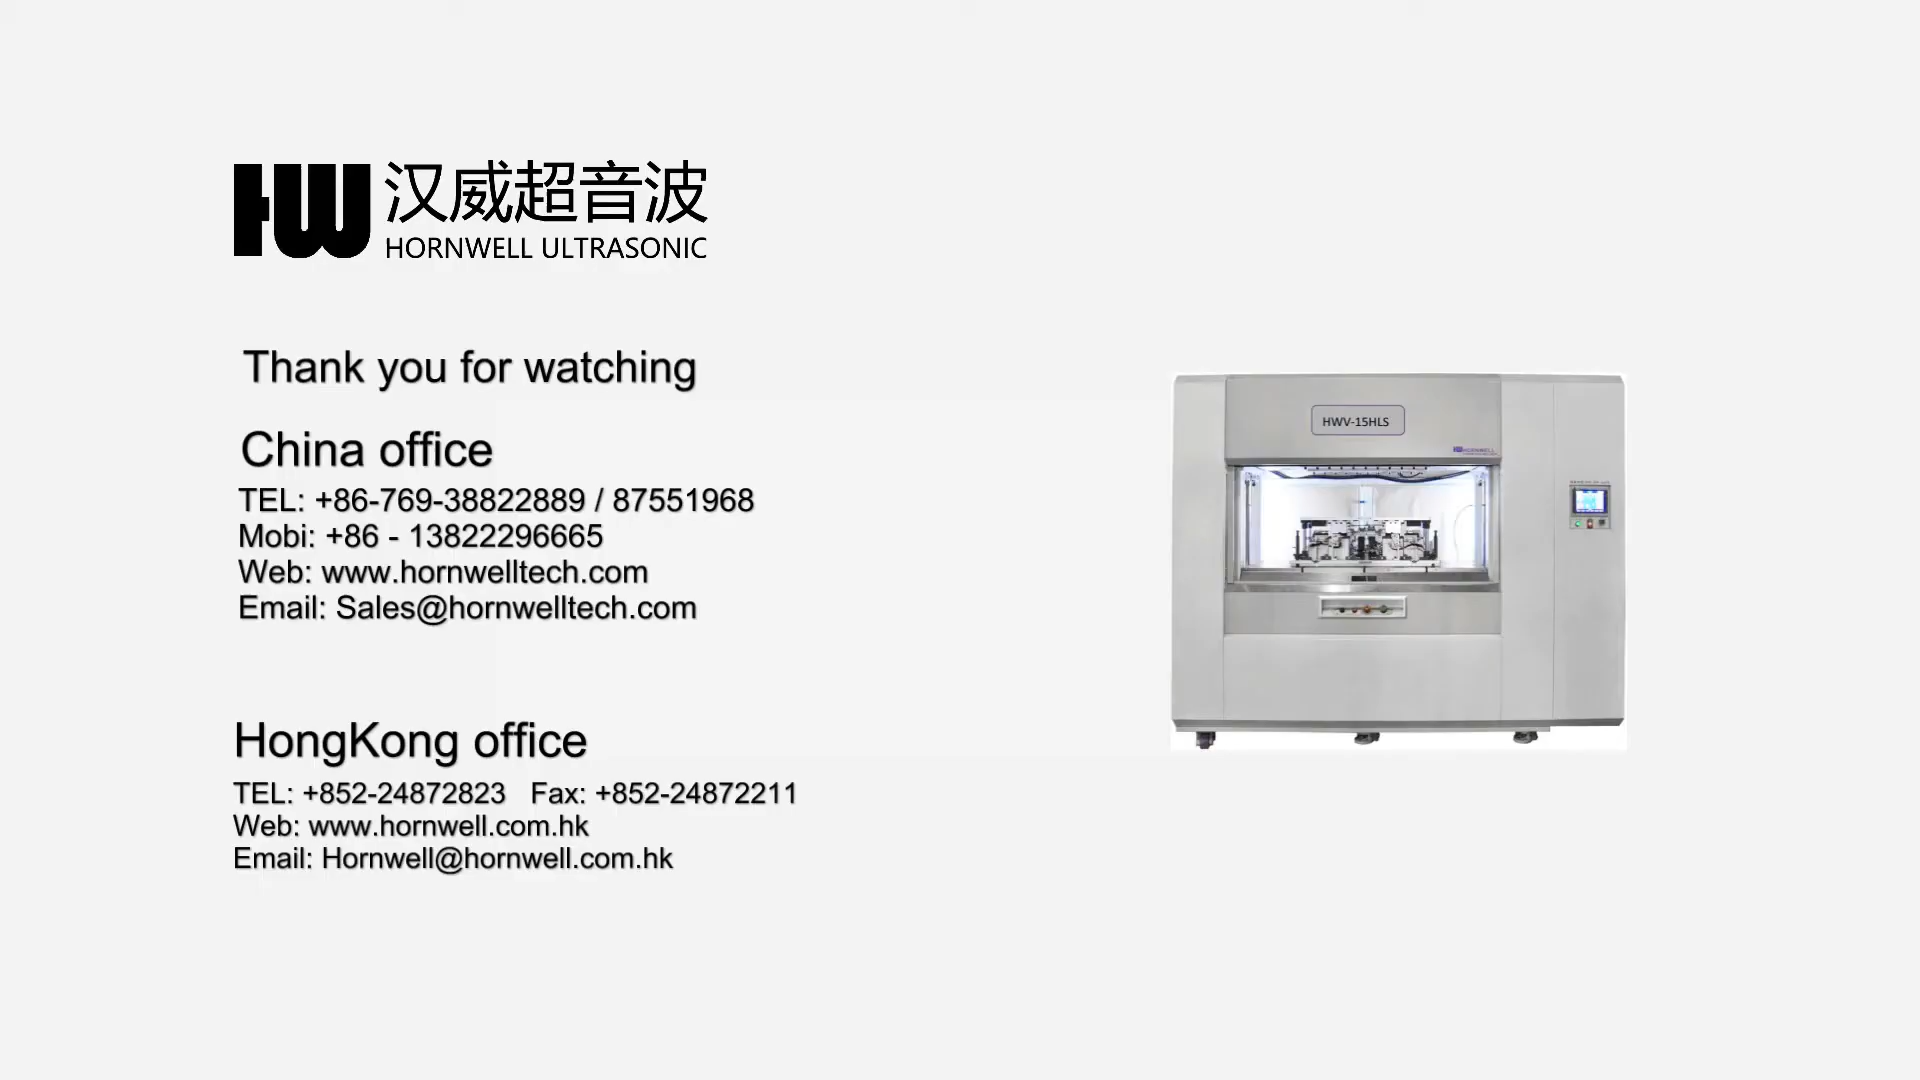 HW 汉威超音波
HORNWELL ULTRASONIC
Thank you for watching
China office
TEL: +86-769-38822889 / 87551968
Mobi: +86 - 13822296665
Web: www.hornwelltech.com
Email: Sales@hornwelltech.com
HongKong office
TEL: +852-24872823 Fax: +852-24872211
Web: www.hornwell.com.hk
Email: Hornwell@hornwell.com.hk
HWV-15HLS
HORNWELL